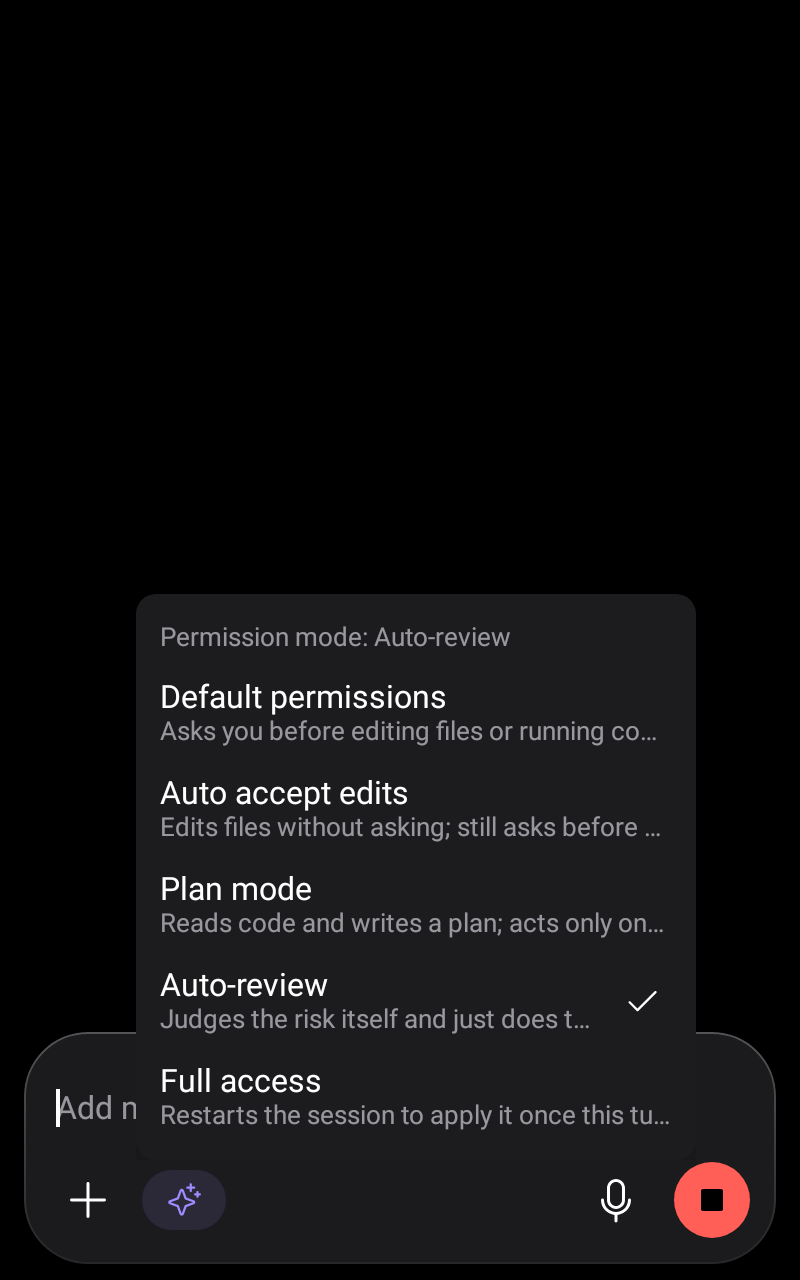 Permission mode: Auto-review
Default permissions
Asks you before editing files or running co…
Auto accept edits
Edits files without asking; still asks before …
Plan mode
Reads code and writes a plan; acts only on…
Auto-review
Judges the risk itself and just does t…
Full access
Restarts the session to apply it once this tu…
Add